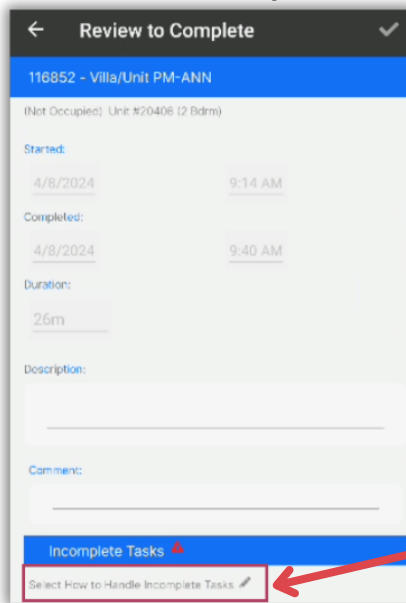 Review to Complete
116852 - Villa/Unit PM-ANN
(Not Occupied) Unit #20406 (2 Bdrm)
Started:
4/8/2024 9:14 AM
Completed:
4/8/2024 9:40 AM
Duration:
26m
Description:
Comment:
Incomplete Tasks
Select How to Handle Incomplete Tasks